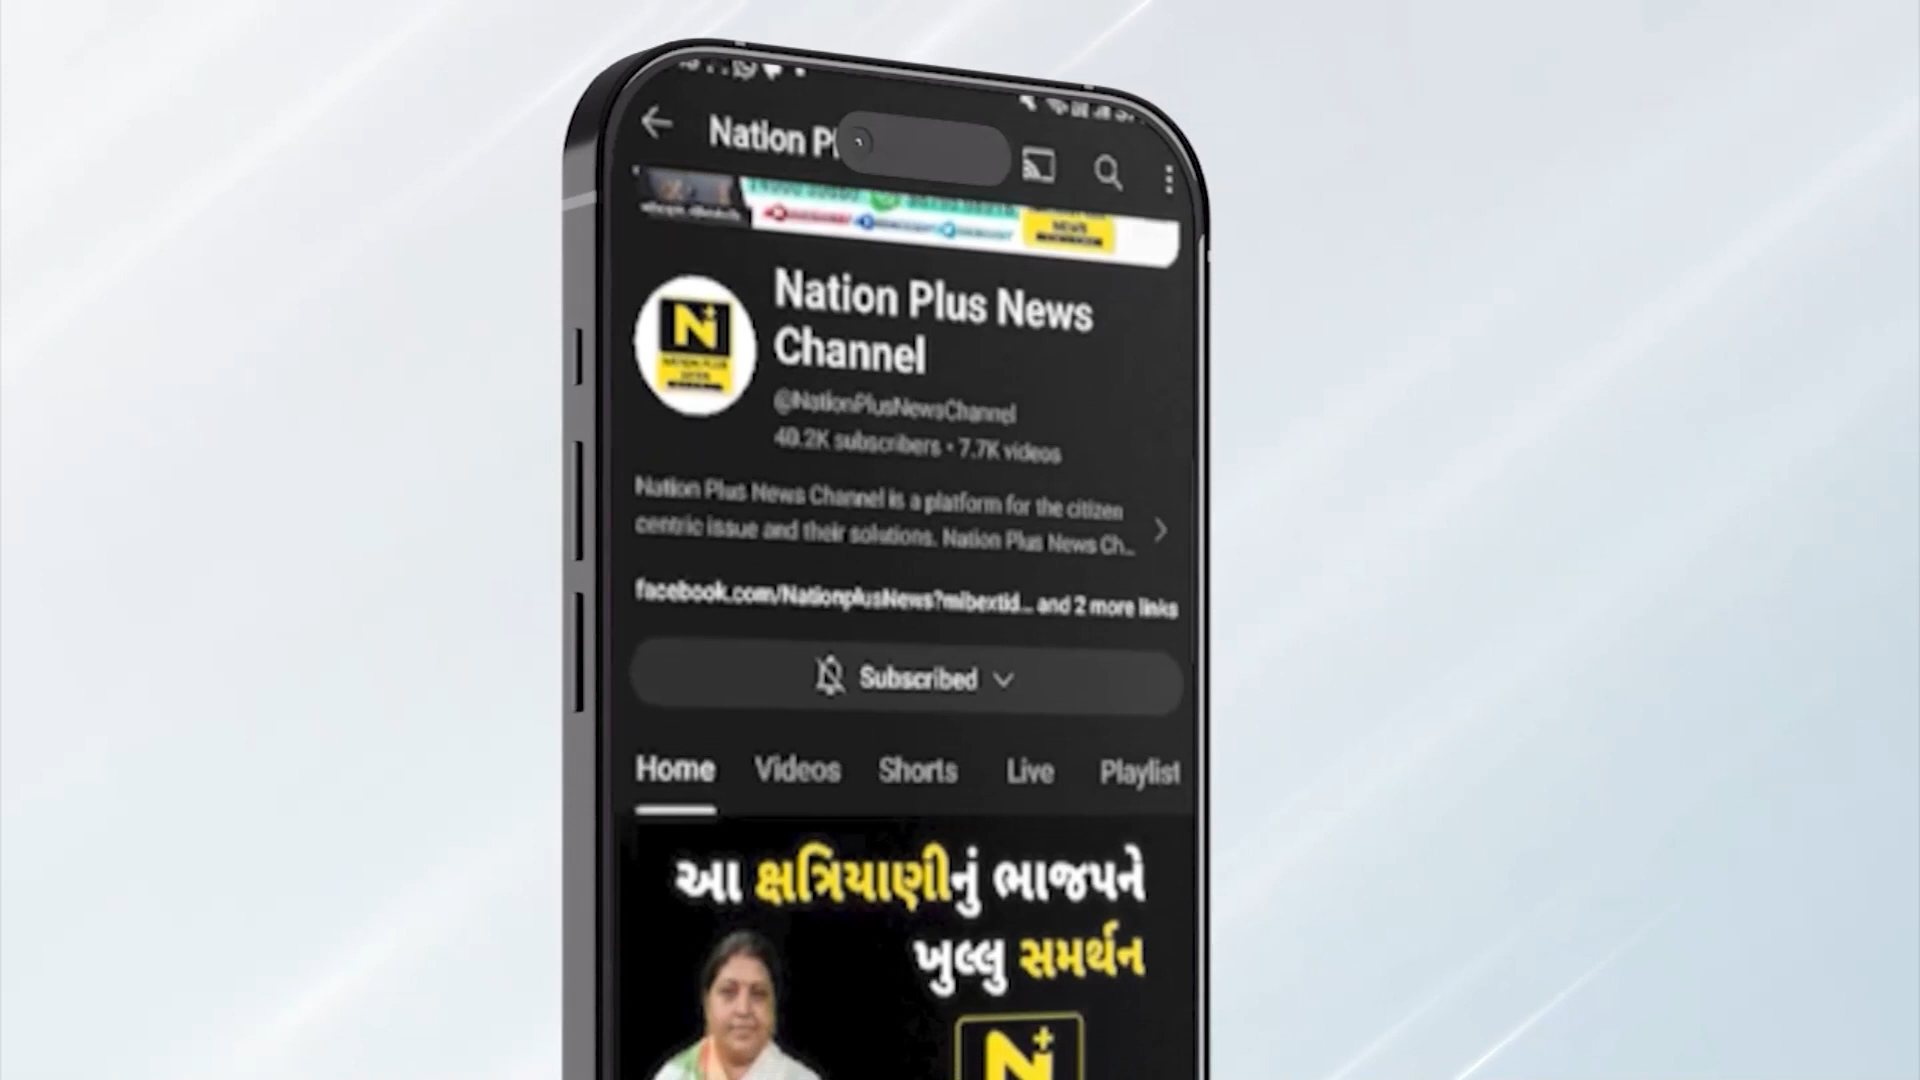 Nation Pl
NEWS
Nation Plus News
Channel
@NationPlusNewsChannel
40.2K subscribers • 7.7K videos
Nation Plus News Channel is a platform for the citizen
centric issue and their solutions. Nation Plus News Ch...
facebook.com/NationplusNews?mibextid... and 2 more links
Subscribed
Home Videos Shorts Live Playlist
આ ક્ષત્રિયાણીનું ભાજપને
ખુલ્લુ સમર્થન